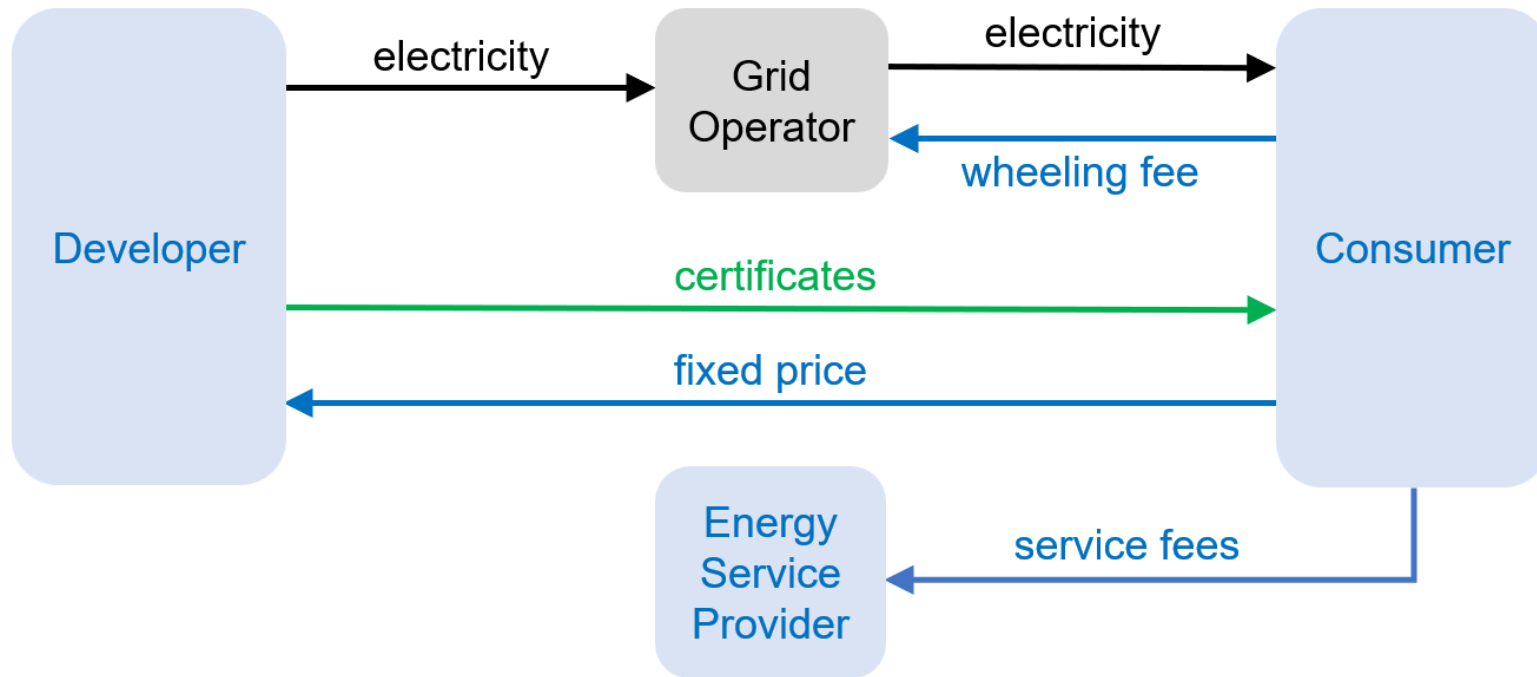 electricity
electricity
Grid
Operator
wheeling fee
Developer
Consumer
certificates
fixed price
Energy
Service
Provider
service fees